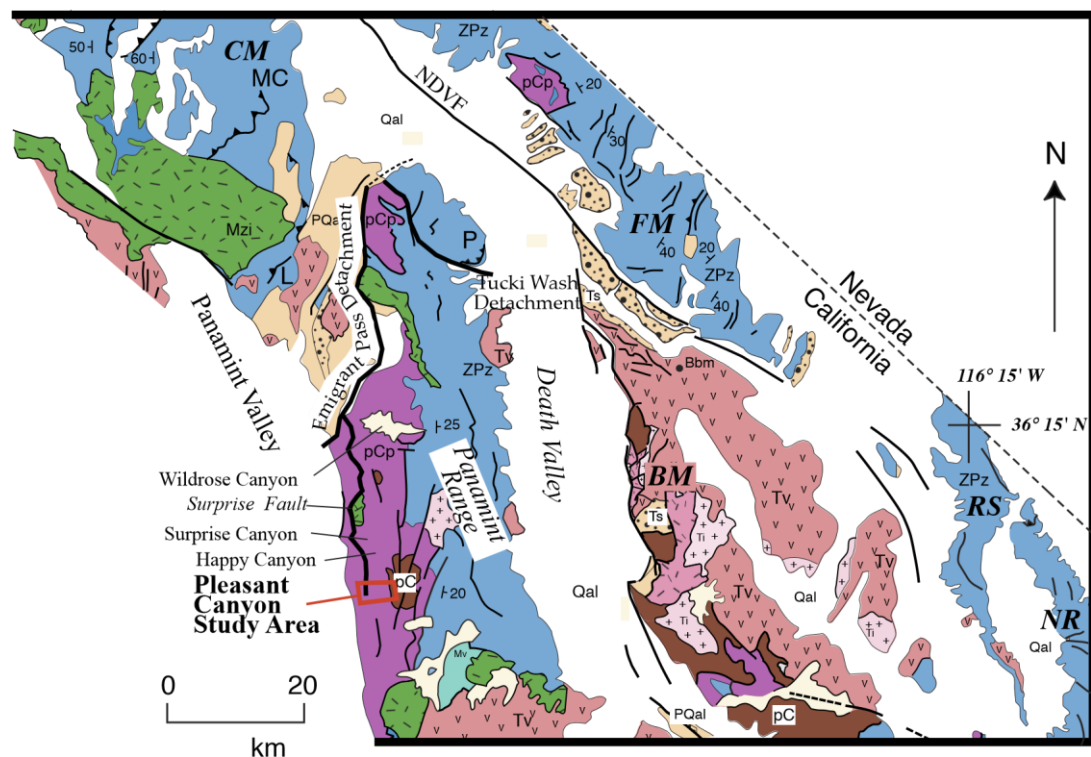 ZPz
50
60
CM
MC
pCp
20
NDVF
Qal
30
N
Mzi
PQa
pCp
P
FM
40
20
ZPz
40
L
Tucki Wash
Detachment
Ts
Nevada
California
Panamint Valley
Emigrant Pass Detachment
Tv
ZPz
Death Valley
Bbm
116° 15' W
36° 15' N
25
pCp
Wildrose Canyon
Surprise Fault
Surprise Canyon
Happy Canyon
Pleasant
Canyon
Study Area
Panamint
Range
BM
Tv
ZPz
RS
Ts
Ti
pC
20
Qal
Tv
Ti
Qal
Tv
Ti
NR
Qal
Mv
Tv
PQal
pC
0 20
km